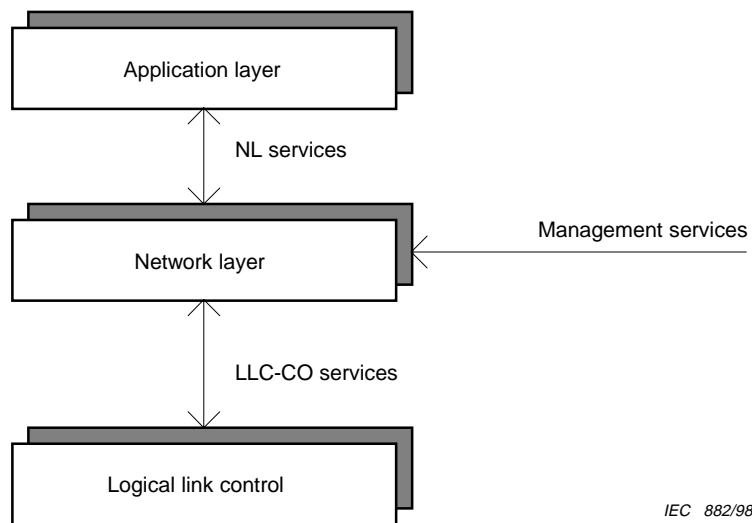 Application layer
NL services
Management services
Network layer
LLC-CO services
Logical link control
IEC 882/98